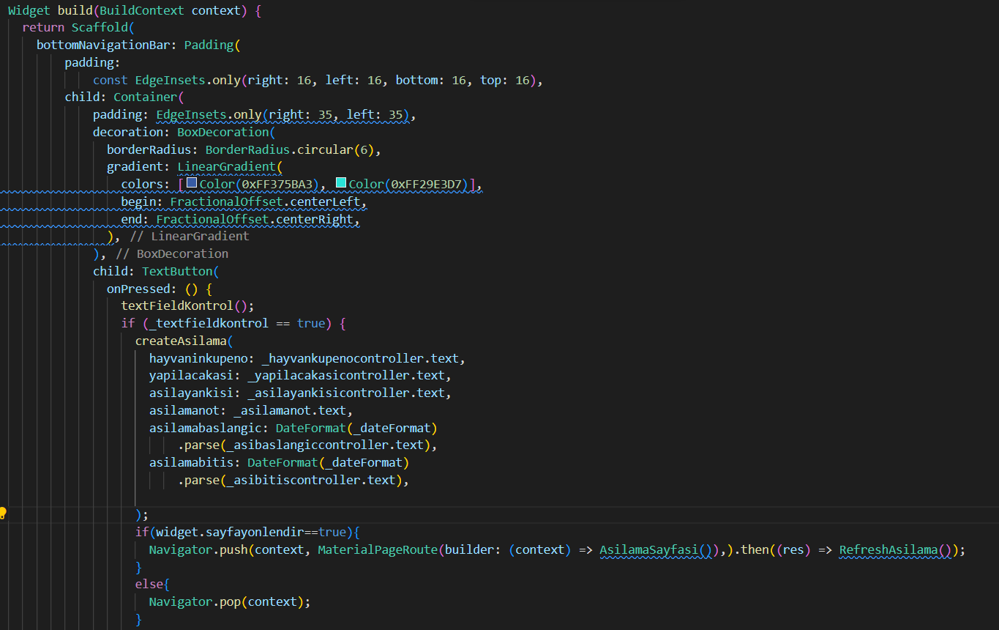 Widget build(BuildContext context) {
return Scaffold(
bottomNavigationBar: Padding(
padding:
const EdgeInsets.only(right: 16, left: 16, bottom: 16, top: 16),
child: Container(
padding: EdgeInsets.only(right: 35, left: 35),
decoration: BoxDecoration(
borderRadius: BorderRadius.circular(6),
gradient: LinearGradient(
colors: [Color(0xFF375BA3), Color(0xFF29E3D7)],
begin: FractionalOffset.centerLeft,
end: FractionalOffset.centerRight,
), // LinearGradient
), // BoxDecoration
child: TextButton(
onPressed: () {
textFieldKontrol();
if (_textfieldkontrol == true) {
createAsilama(
hayvaninkupeno: _hayvankupenocontroller.text,
yapilacakasi: _yapilacakasicontroller.text,
asilayankisi: _asilayankisicontroller.text,
asilamanot: _asilamanot.text,
asilamabaslangic: DateFormat(_dateFormat)
.parse(_asibaslangiccontroller.text),
asilamabitis: DateFormat(_dateFormat)
.parse(_asibitiscontroller.text),
);
if(widget.sayfayonlendir==true){
Navigator.push(context, MaterialPageRoute(builder: (context) => AsilamaSayfasi()),).then((res) => RefreshAsilama());
}
else{
Navigator.pop(context);
}